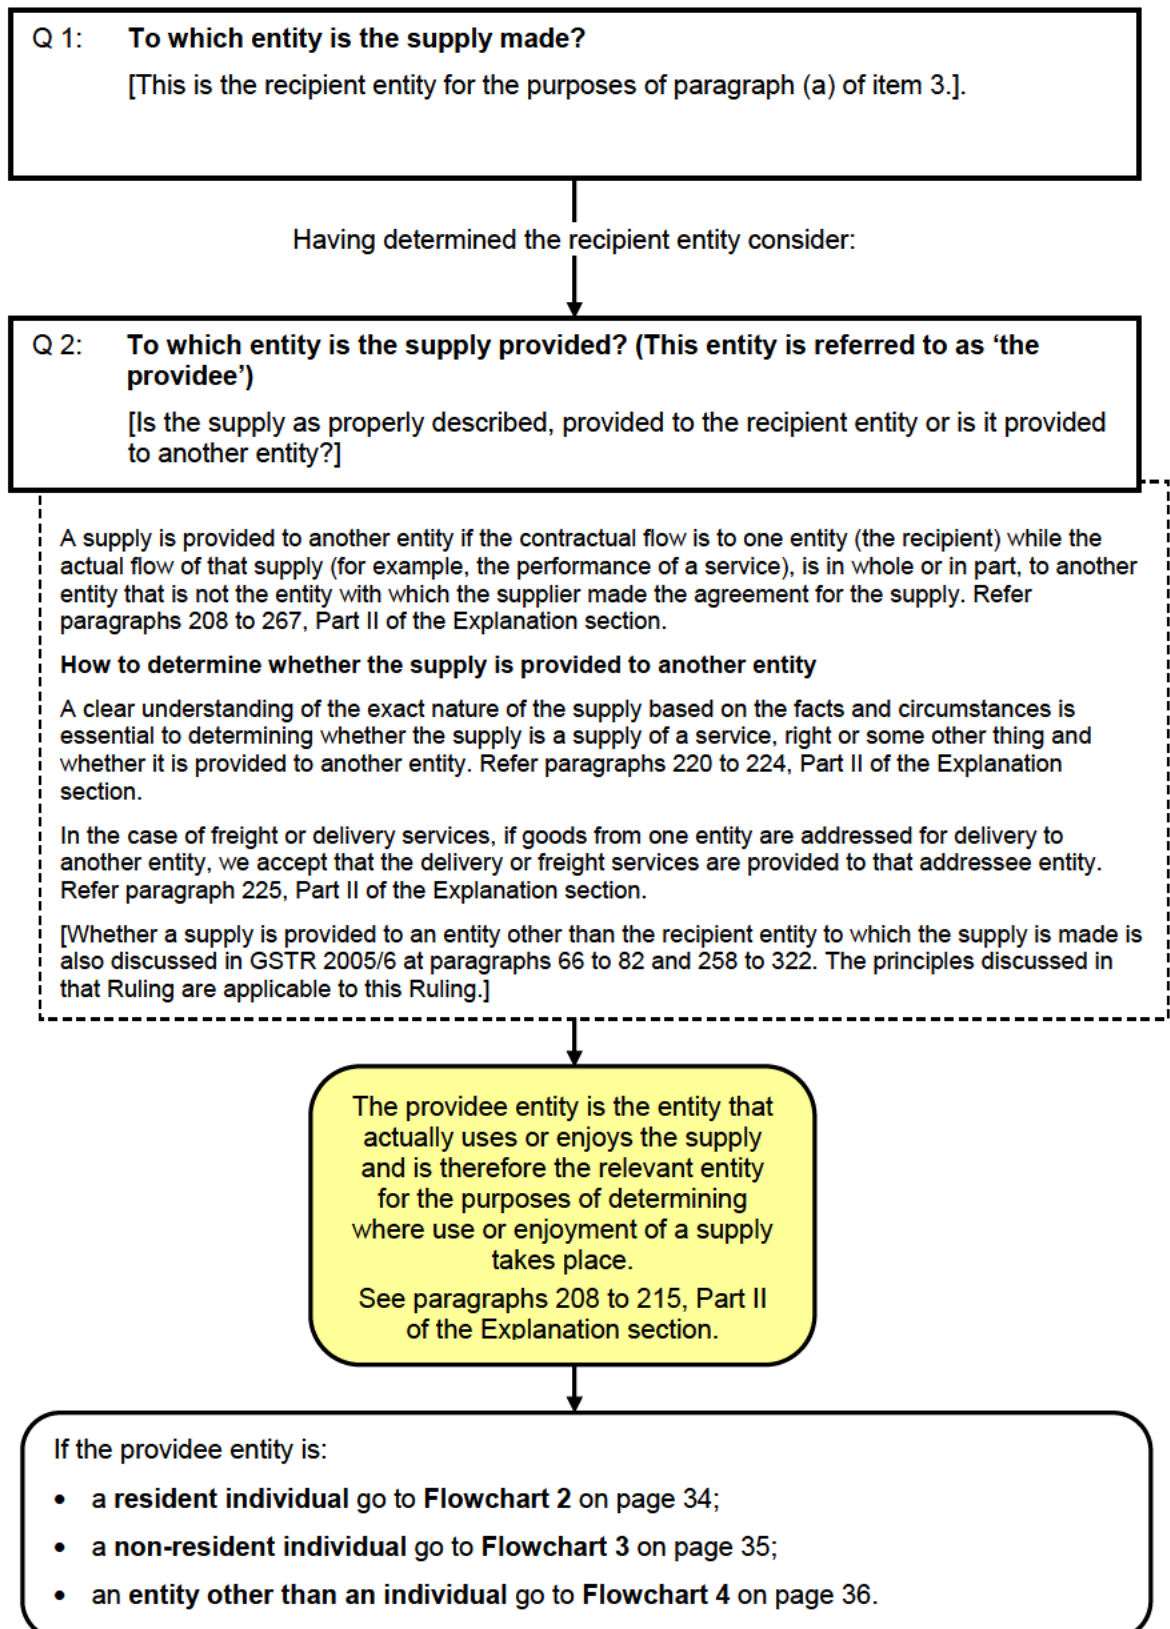 Q 1: To which entity is the supply made?
[This is the recipient entity for the purposes of paragraph (a) of item 3.].
Having determined the recipient entity consider:
Q 2: To which entity is the supply provided? (This entity is referred to as ‘the
providee’)
[Is the supply as properly described, provided to the recipient entity or is it provided
to another entity?]
A supply is provided to another entity if the contractual flow is to one entity (the recipient) while the
actual flow of that supply (for example, the performance of a service), is in whole or in part, to another
entity that is not the entity with which the supplier made the agreement for the supply. Refer
paragraphs 208 to 267, Part II of the Explanation section.
How to determine whether the supply is provided to another entity
A clear understanding of the exact nature of the supply based on the facts and circumstances is
essential to determining whether the supply is a supply of a service, right or some other thing and
whether it is provided to another entity. Refer paragraphs 220 to 224, Part II of the Explanation
section.
In the case of freight or delivery services, if goods from one entity are addressed for delivery to
another entity, we accept that the delivery or freight services are provided to that addressee entity.
Refer paragraph 225, Part II of the Explanation section.
[Whether a supply is provided to an entity other than the recipient entity to which the supply is made is
also discussed in GSTR 2005/6 at paragraphs 66 to 82 and 258 to 322. The principles discussed in
that Ruling are applicable to this Ruling.]
The providee entity is the entity that
actually uses or enjoys the supply
and is therefore the relevant entity
for the purposes of determining
where use or enjoyment of a supply
takes place.
See paragraphs 208 to 215, Part II
of the Explanation section.
If the providee entity is:
• a resident individual go to Flowchart 2 on page 34;
• a non-resident individual go to Flowchart 3 on page 35;
• an entity other than an individual go to Flowchart 4 on page 36.